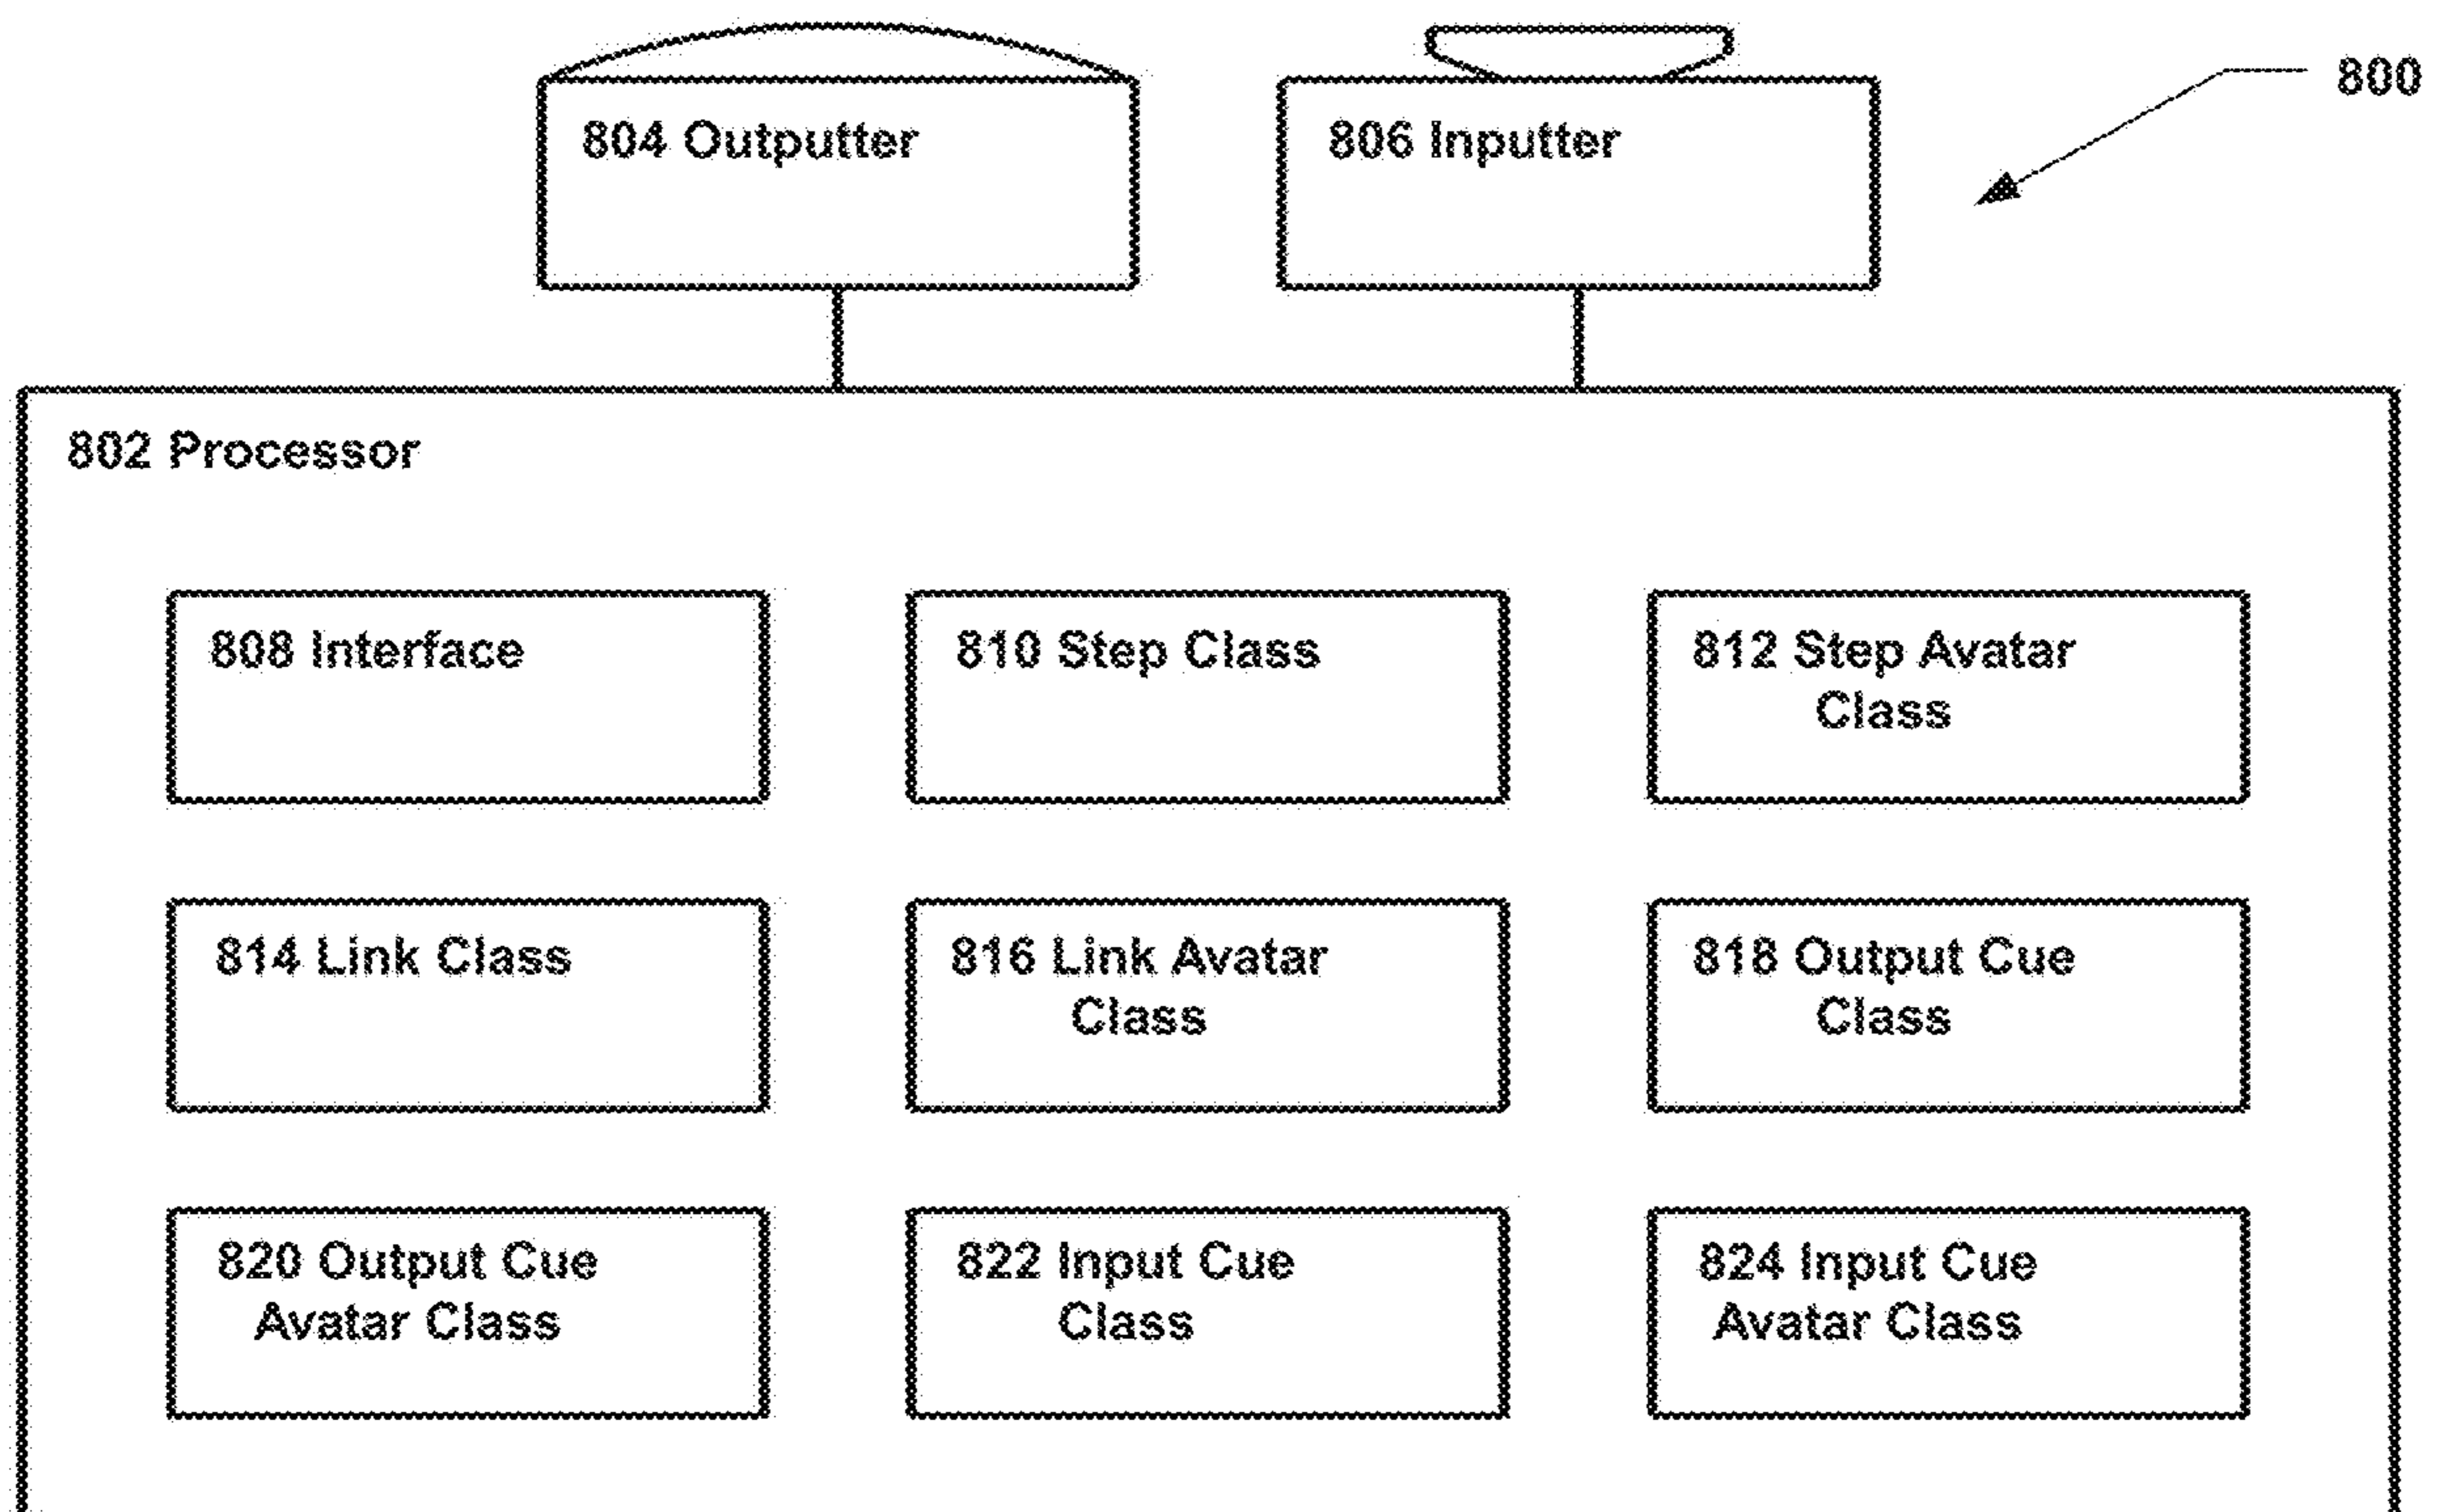 800
804 Outputter
806 Inputter
802 Processor
808 Interface
810 Step Class
812 Step Avatar
Class
814 Link Class
816 Link Avatar
Class
818 Output Cue
Class
820 Output Cue
Avatar Class
822 Input Cue
Class
824 Input Cue
Avatar Class